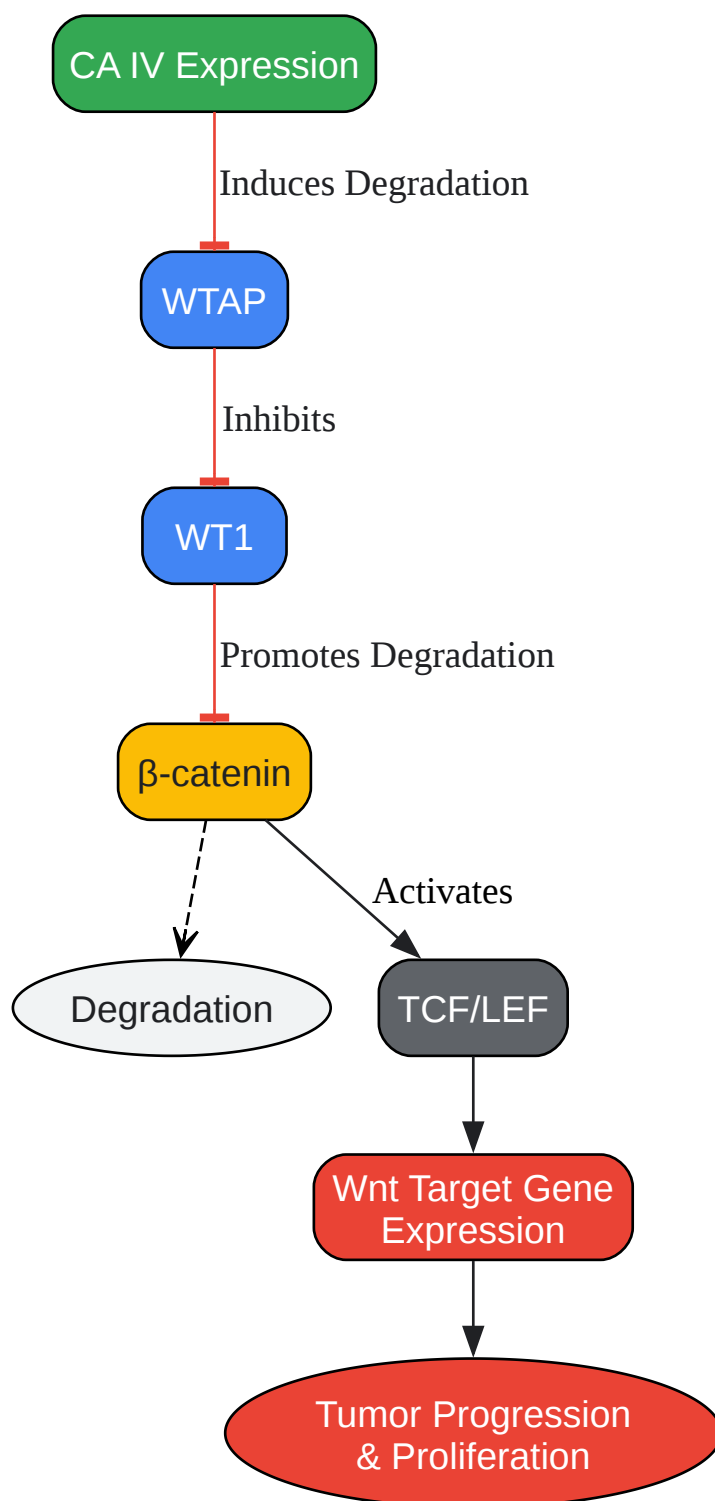 CA IV Expression
Induces Degradation
WTAP
Inhibits
WT1
Promotes Degradation
β-catenin
Activates
Degradation
TCF/LEF
Wnt Target Gene
Expression
Tumor Progression
& Proliferation